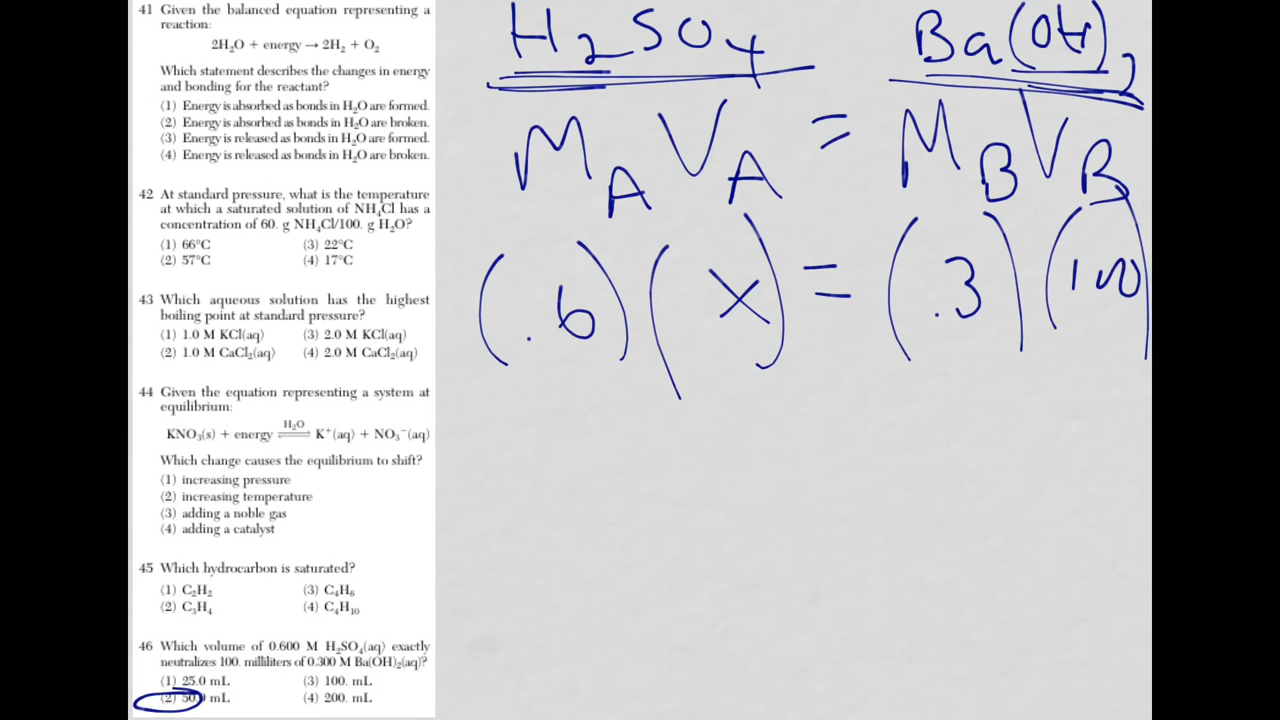 41 Given the balanced equation representing a
reaction:
2H₂O + energy → 2H₂ + O₂
Which statement describes the changes in energy
and bonding for the reactant?
(1) Energy is absorbed as bonds in H₂O are formed.
(2) Energy is absorbed as bonds in H₂O are broken.
(3) Energy is released as bonds in H₂O are formed.
(4) Energy is released as bonds in H₂O are broken.
42 At standard pressure, what is the temperature
at which a saturated solution of NH₄Cl has a
concentration of 60. g NH₄Cl/100. g H₂O?
(1) 66°C (3) 22°C
(2) 57°C (4) 17°C
43 Which aqueous solution has the highest
boiling point at standard pressure?
(1) 1.0 M KCl(aq) (3) 2.0 M KCl(aq)
(2) 1.0 M CaCl₂(aq) (4) 2.0 M CaCl₂(aq)
44 Given the equation representing a system at
equilibrium:
H₂O
KNO₃(s) + energy ⇌ K⁺(aq) + NO₃⁻(aq)
Which change causes the equilibrium to shift?
(1) increasing pressure
(2) increasing temperature
(3) adding a noble gas
(4) adding a catalyst
45 Which hydrocarbon is saturated?
(1) C₂H₂ (3) C₄H₆
(2) C₃H₄ (4) C₄H₁₀
46 Which volume of 0.600 M H₂SO₄(aq) exactly
neutralizes 100. milliliters of 0.300 M Ba(OH)₂(aq)?
(1) 25.0 mL (3) 100. mL
(2) 50.0 mL (4) 200. mL
H₂SO₄ Ba(OH)₂
M_A V_A = M_B V_B
(.6)(x) = (.3)(100)